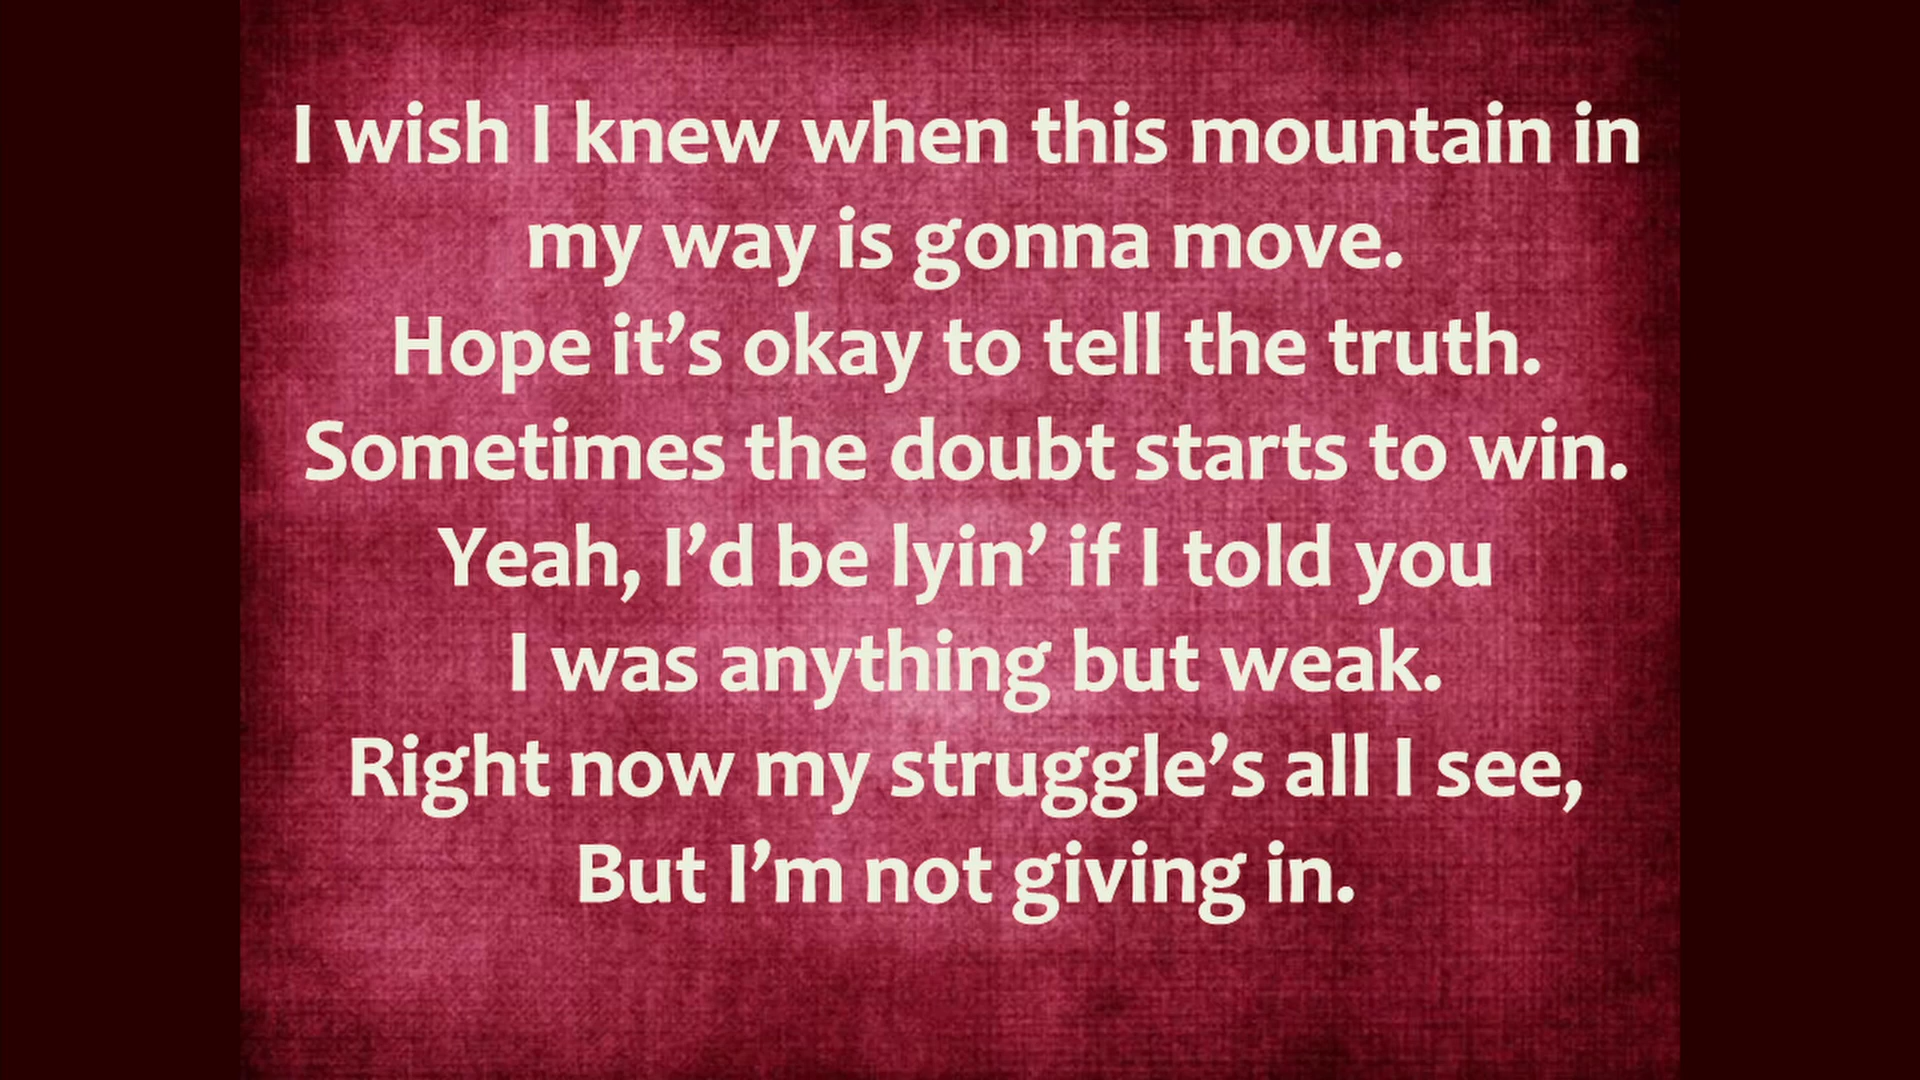 I wish I knew when this mountain in
my way is gonna move.
Hope it’s okay to tell the truth.
Sometimes the doubt starts to win.
Yeah, I’d be lyin’ if I told you
I was anything but weak.
Right now my struggle’s all I see,
But I’m not giving in.